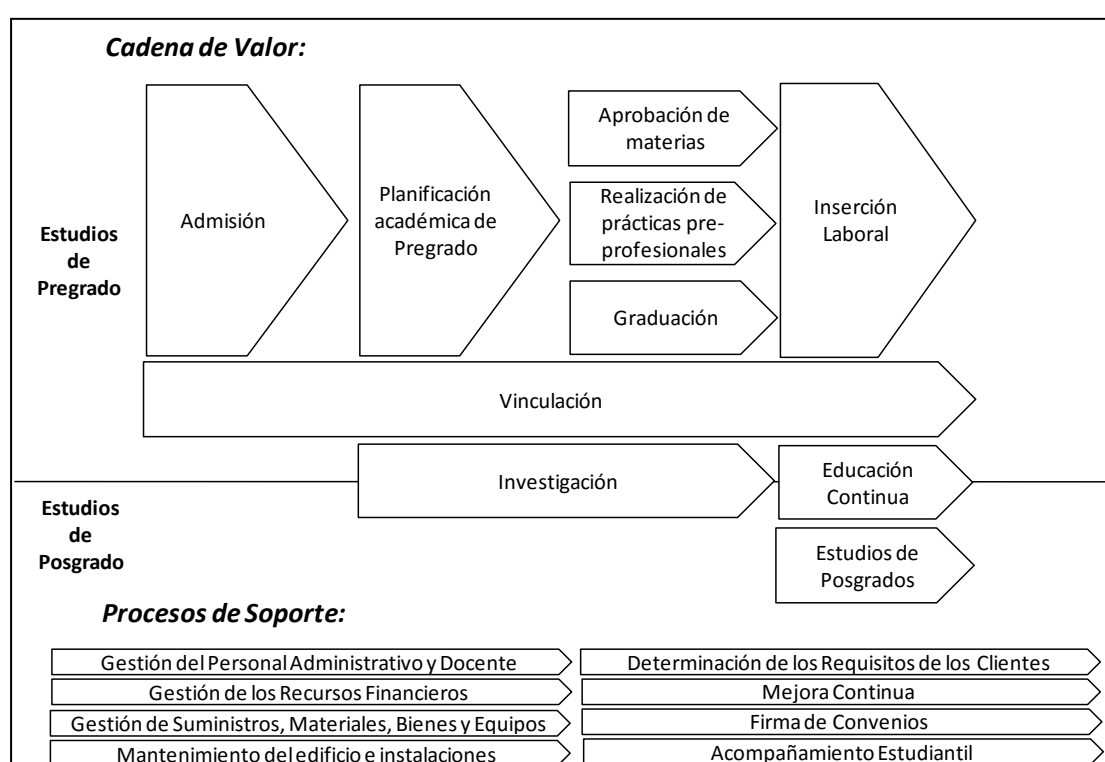 Cadena de Valor:
Estudios
de
Pregrado
Admisión
Planificación
académica de
Pregrado
Aprobación de
materias
Realización de
prácticas pre-
profesionales
Graduación
Inserción
Laboral
Vinculación
Investigación
Educación
Continua
Estudios
de
Posgrado
Estudios de
Posgrados
Procesos de Soporte:
Gestión del Personal Administrativo y Docente
Gestión de los Recursos Financieros
Gestión de Suministros, Materiales, Bienes y Equipos
Mantenimiento del edificio e instalaciones
Determinación de los Requisitos de los Clientes
Mejora Continua
Firma de Convenios
Acompañamiento Estudiantil